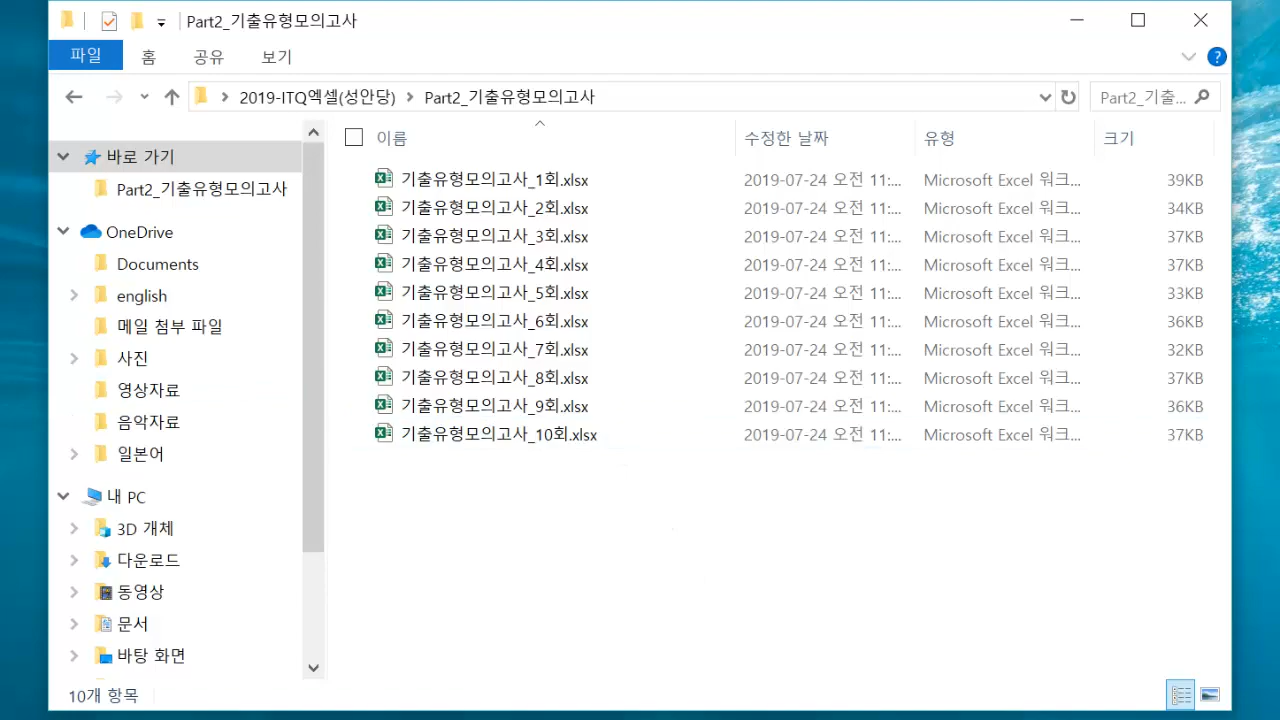 Part2_기출유형모의고사
파일 홈 공유 보기
2019-ITQ엑셀(성안당) Part2_기출유형모의고사 Part2_기출...
이름 수정한 날짜 유형 크기
바로 가기
Part2_기출유형모의고사
OneDrive
Documents
english
메일 첨부 파일
사진
영상자료
음악자료
일본어
내 PC
3D 개체
다운로드
동영상
문서
바탕 화면
기출유형모의고사_1회.xlsx 2019-07-24 오전 11:... Microsoft Excel 워크... 39KB
기출유형모의고사_2회.xlsx 2019-07-24 오전 11:... Microsoft Excel 워크... 34KB
기출유형모의고사_3회.xlsx 2019-07-24 오전 11:... Microsoft Excel 워크... 37KB
기출유형모의고사_4회.xlsx 2019-07-24 오전 11:... Microsoft Excel 워크... 37KB
기출유형모의고사_5회.xlsx 2019-07-24 오전 11:... Microsoft Excel 워크... 33KB
기출유형모의고사_6회.xlsx 2019-07-24 오전 11:... Microsoft Excel 워크... 36KB
기출유형모의고사_7회.xlsx 2019-07-24 오전 11:... Microsoft Excel 워크... 32KB
기출유형모의고사_8회.xlsx 2019-07-24 오전 11:... Microsoft Excel 워크... 37KB
기출유형모의고사_9회.xlsx 2019-07-24 오전 11:... Microsoft Excel 워크... 36KB
기출유형모의고사_10회.xlsx 2019-07-24 오전 11:... Microsoft Excel 워크... 37KB
10개 항목